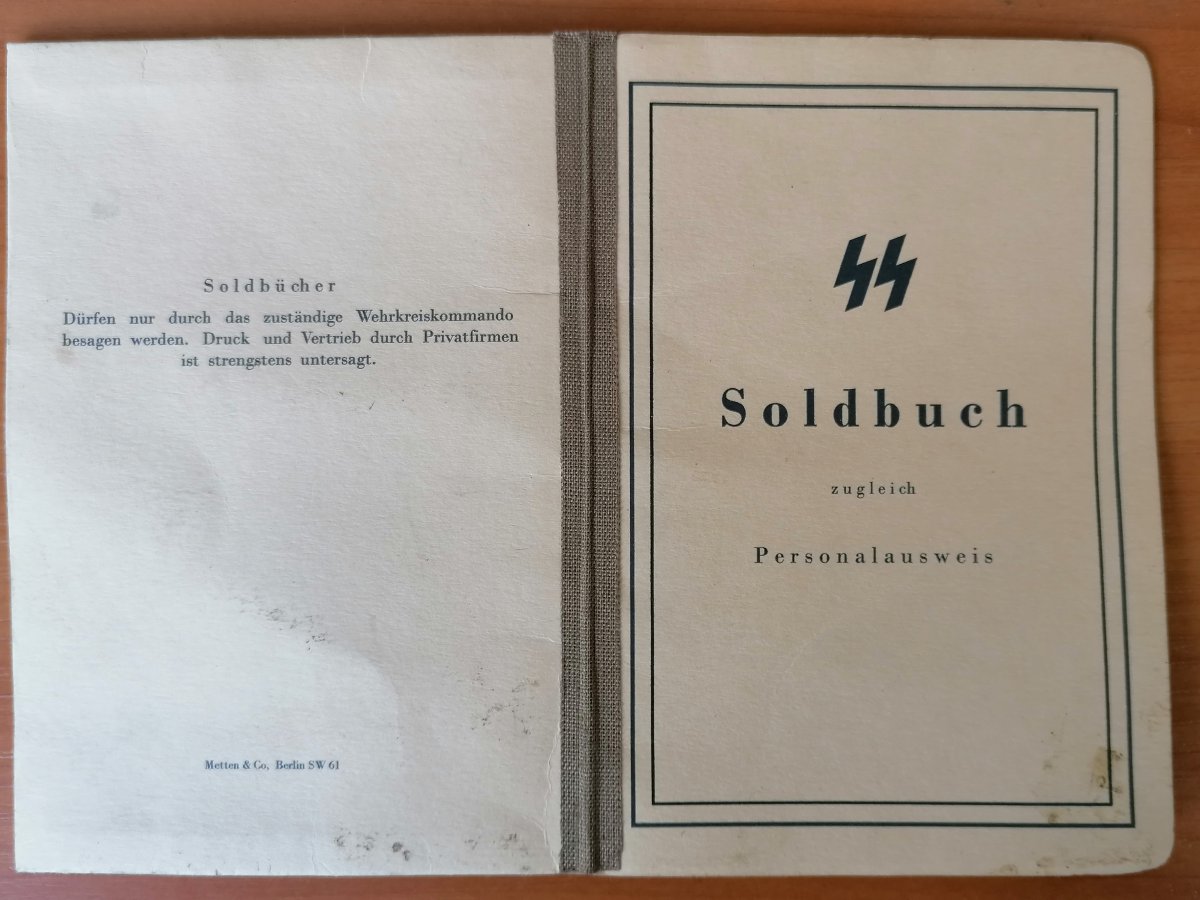 Soldbücher
Dürfen nur durch das zuständige Wehrkreiskommando
besagen werden. Druck und Vertrieb durch Privatfirmen
ist strengstens untersagt.
Metten & Co, Berlin SW 61
SS
Soldbuch
zugleich
Personalausweis